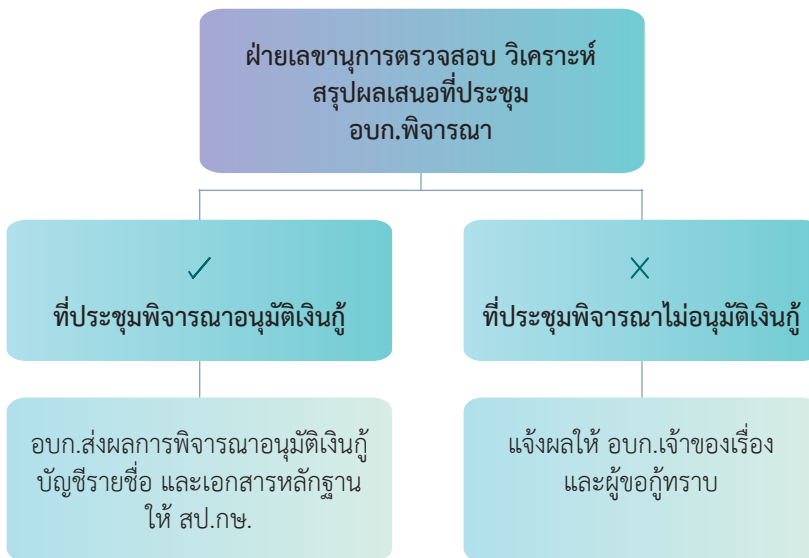 ฝ่ายเลขานุการตรวจสอบ วิเคราะห์
สรุปผลเสนอที่ประชุม
อบก.พิจารณา
✓
ที่ประชุมพิจารณาอนุมัติเงินกู้
✕
ที่ประชุมพิจารณาไม่อนุมัติเงินกู้
อบก.ส่งผลการพิจารณาอนุมัติเงินกู้
บัญชีรายชื่อ และเอกสารหลักฐาน
ให้ สป.กษ.
แจ้งผลให้ อบก.เจ้าของเรื่อง
และผู้ขอกู้ทราบ